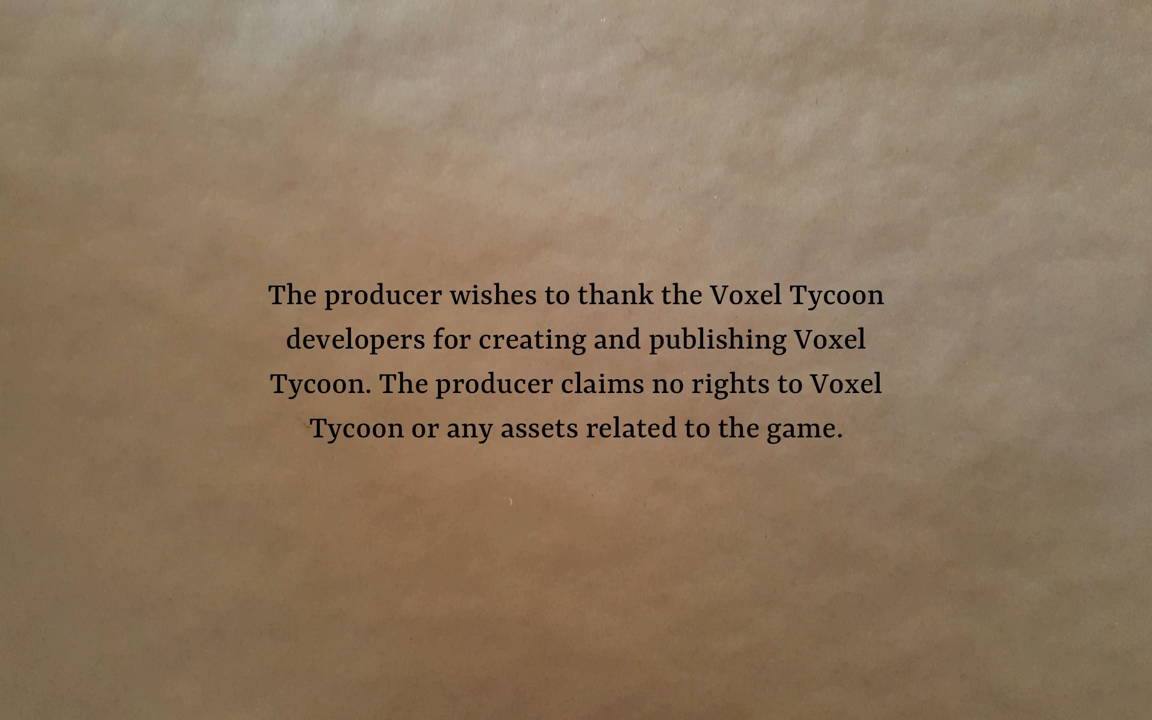 The producer wishes to thank the Voxel Tycoon
developers for creating and publishing Voxel
Tycoon. The producer claims no rights to Voxel
Tycoon or any assets related to the game.